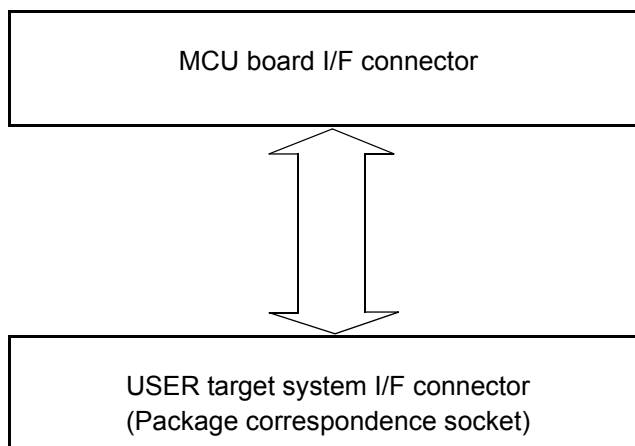 MCU board I/F connector
USER target system I/F connector
(Package correspondence socket)